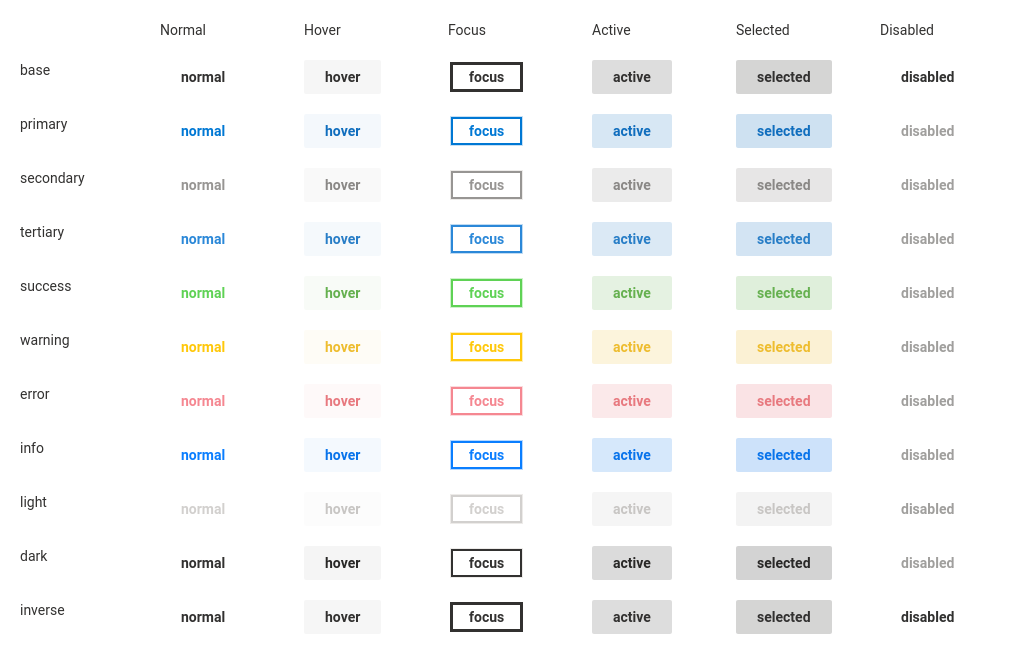 Normal Hover Focus Active Selected Disabled
base normal hover focus active selected disabled
primary normal hover focus active selected disabled
secondary normal hover focus active selected disabled
tertiary normal hover focus active selected disabled
success normal hover focus active selected disabled
warning normal hover focus active selected disabled
error normal hover focus active selected disabled
info normal hover focus active selected disabled
light normal hover focus active selected disabled
dark normal hover focus active selected disabled
inverse normal hover focus active selected disabled